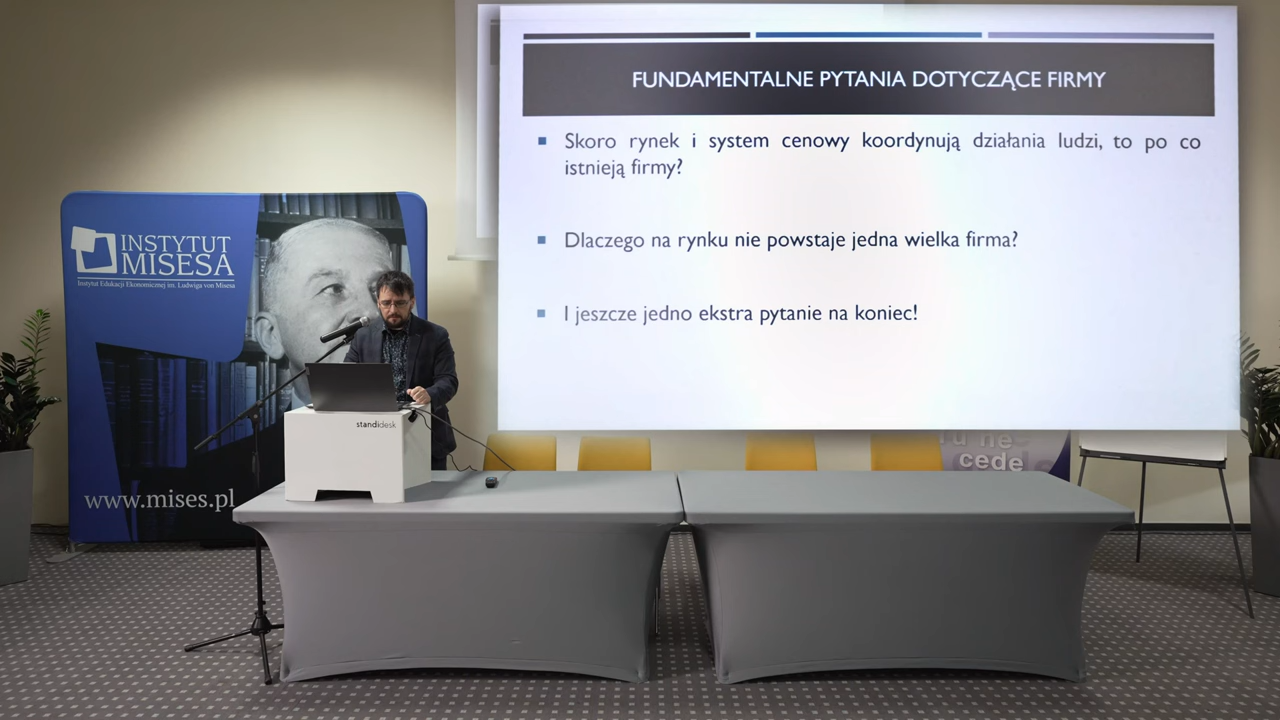 FUNDAMENTALNE PYTANIA DOTYCZĄCE FIRMY
Skoro rynek i system cenowy koordynują działania ludzi, to po co
istnieją firmy?
Dlaczego na rynku nie powstaje jedna wielka firma?
I jeszcze jedno ekstra pytanie na koniec!
INSTYTUT
MISESA
Instytut Edukacji Ekonomicznej im. Ludwiga von Misesa
www.mises.pl
standidesk
cede